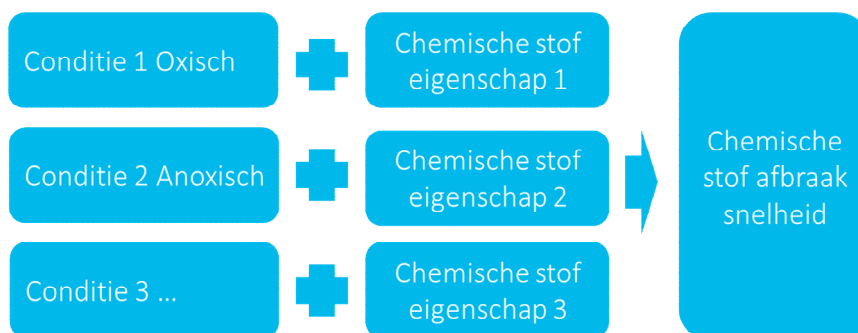 Conditie 1 Oxisch
Chemische stof
eigenschap 1
Conditie 2 Anoxisch
Chemische stof
eigenschap 2
Conditie 3 ...
Chemische stof
eigenschap 3
Chemische
stof afbraak
snelheid